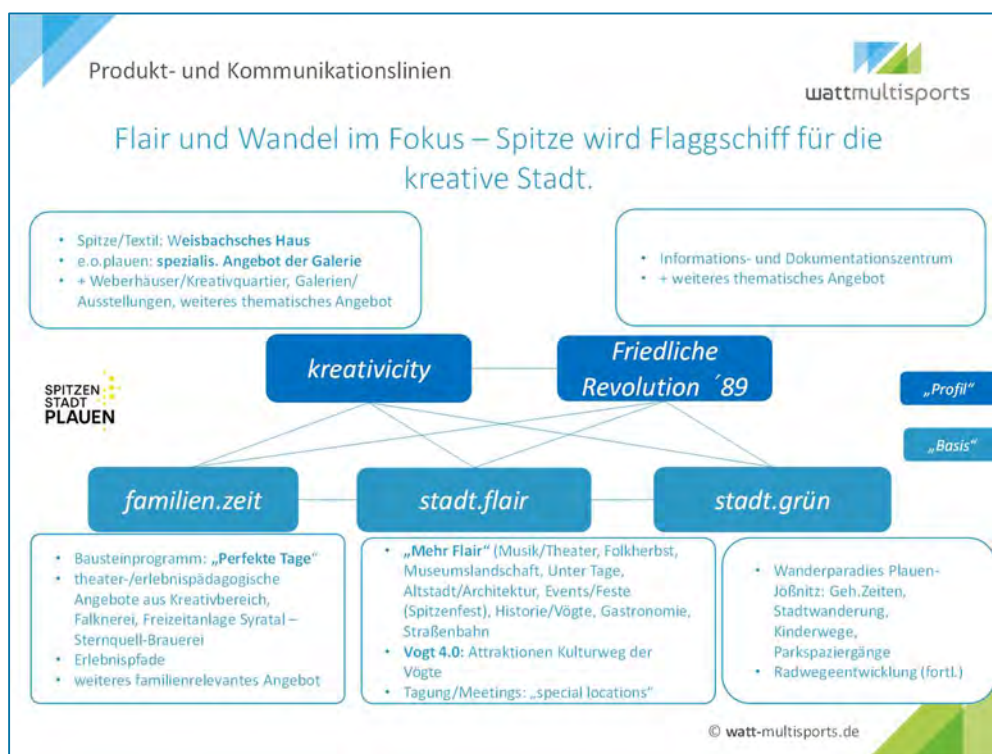 Produkt- und Kommunikationslinien
wattmultisports
Flair und Wandel im Fokus – Spitze wird Flaggschiff für die
kreative Stadt.
• Spitze/Textil: Weisbachsches Haus
• e.o.plauen: spezialis. Angebot der Galerie
• + Weberhäuser/Kreativquartier, Galerien/
Ausstellungen, weiteres thematisches Angebot
• Informations- und Dokumentationszentrum
• + weiteres thematisches Angebot
kreativicity
Friedliche
Revolution ´89
SPITZEN
STADT
PLAUEN
„Profil“
„Basis“
familien.zeit
stadt.flair
stadt.grün
• Bausteinprogramm: „Perfekte Tage“
• theater-/erlebnispädagogische
Angebote aus Kreativbereich,
Falknerei, Freizeitanlage Syratal –
Sternquell-Brauerei
• Erlebnispfade
• weiteres familienrelevantes Angebot
• „Mehr Flair“ (Musik/Theater, Folkherbst,
Museumslandschaft, Unter Tage,
Altstadt/Architektur, Events/Feste
(Spitzenfest), Historie/Vögte, Gastronomie,
Straßenbahn
• Vogt 4.0: Attraktionen Kulturweg der
Vögte
• Tagung/Meetings: „special locations“
• Wanderparadies Plauen-
Jößnitz: Geh.Zeiten,
Stadtwanderung,
Kinderwege,
Parkspaziergänge
• Radwegeentwicklung (fortl.)
© watt-multisports.de